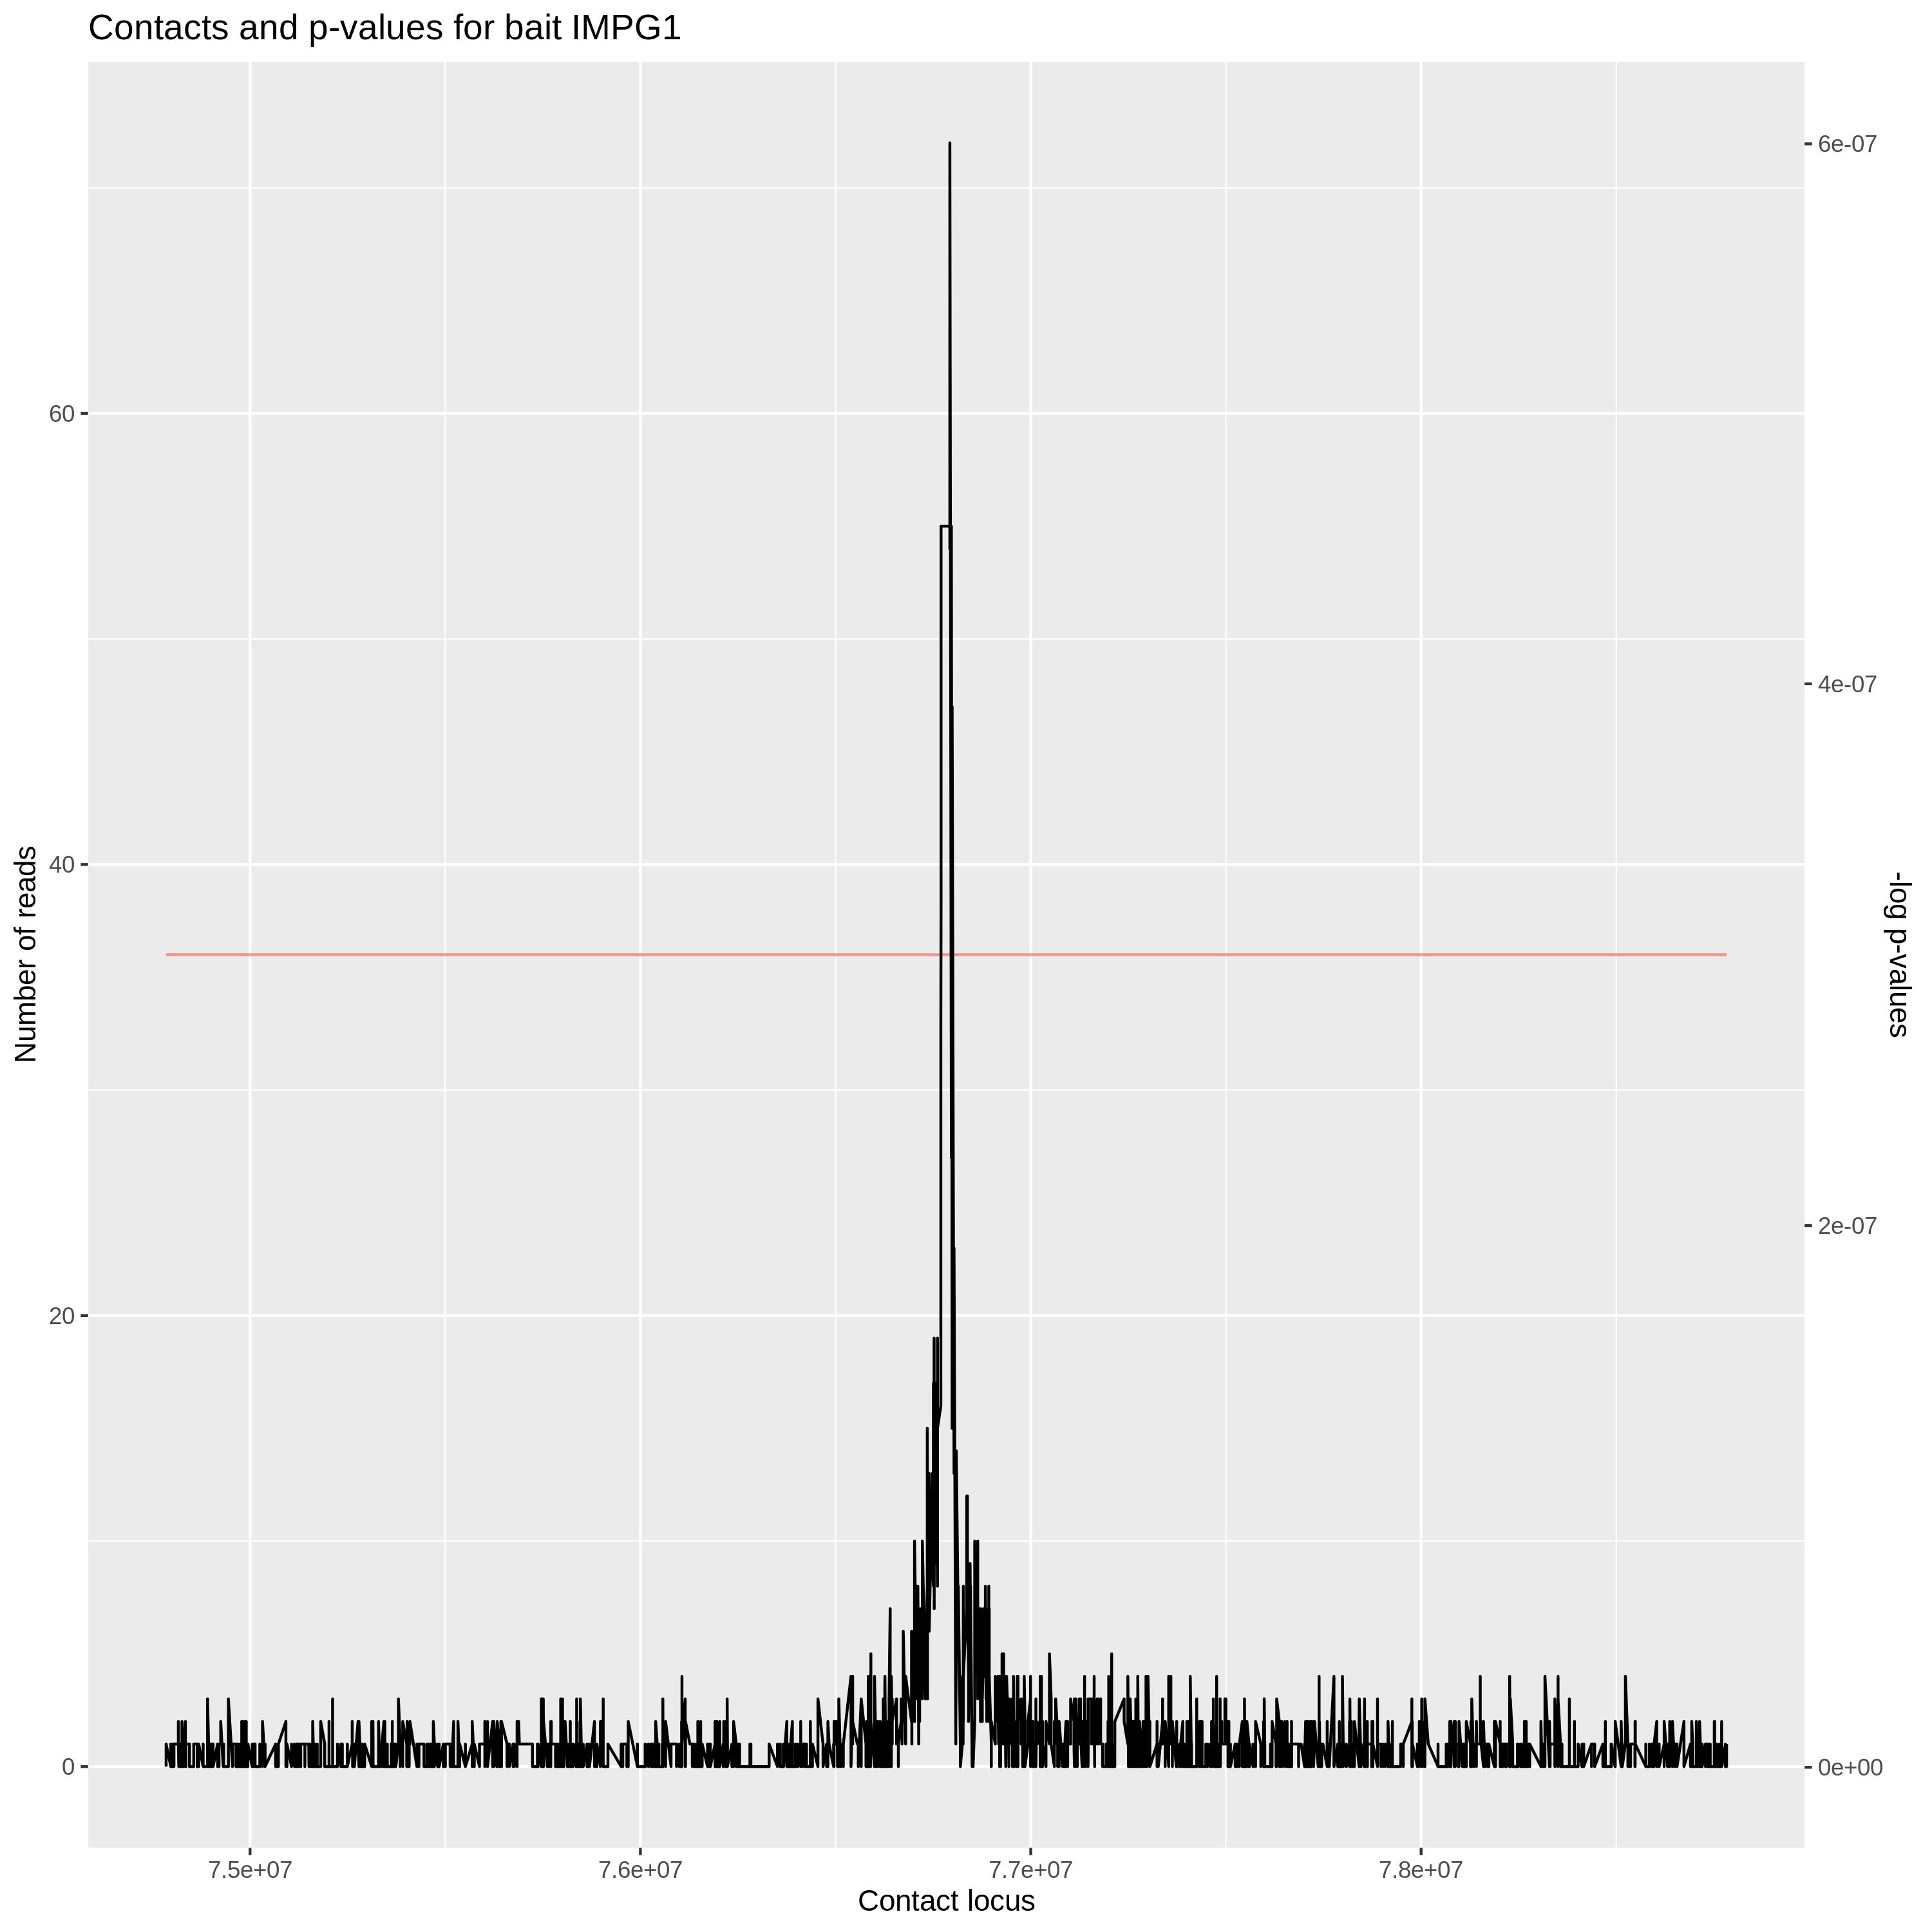 Contacts and p-values for bait IMPG1
Number of reads
60
40
20
0
6e-07
4e-07
2e-07
0e+00
-log p-values
7.5e+07
7.6e+07
7.7e+07
7.8e+07
Contact locus